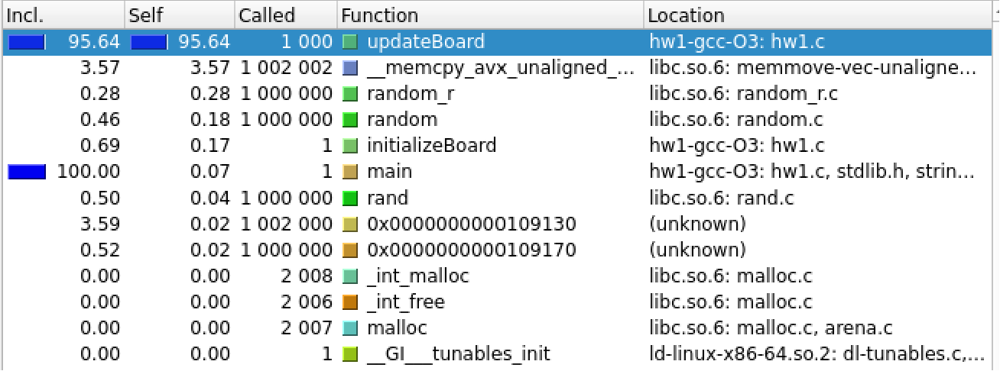 Incl. Self Called Function Location
95.64 95.64 1 000 updateBoard hw1-gcc-O3: hw1.c
3.57 3.57 1 002 002 __memcpy_avx_unaligned_... libc.so.6: memmove-vec-unaligne...
0.28 0.28 1 000 000 random_r libc.so.6: random_r.c
0.46 0.18 1 000 000 random libc.so.6: random.c
0.69 0.17 1 initializeBoard hw1-gcc-O3: hw1.c
100.00 0.07 1 main hw1-gcc-O3: hw1.c, stdlib.h, strin...
0.50 0.04 1 000 000 rand libc.so.6: rand.c
3.59 0.02 1 002 000 0x0000000000109130 (unknown)
0.52 0.02 1 000 000 0x0000000000109170 (unknown)
0.00 0.00 2 008 _int_malloc libc.so.6: malloc.c
0.00 0.00 2 006 _int_free libc.so.6: malloc.c
0.00 0.00 2 007 malloc libc.so.6: malloc.c, arena.c
0.00 0.00 1 __GI___tunables_init ld-linux-x86-64.so.2: dl-tunables.c,...